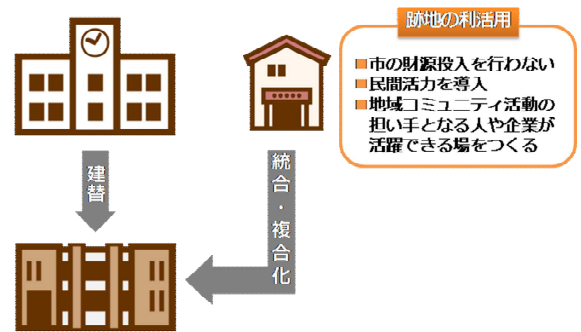 跡地の利活用
■市の財源投入を行わない
■民間活力を導入
■地域コミュニティ活動の
担い手となる人や企業が
活躍できる場をつくる
建替
統合・複合化